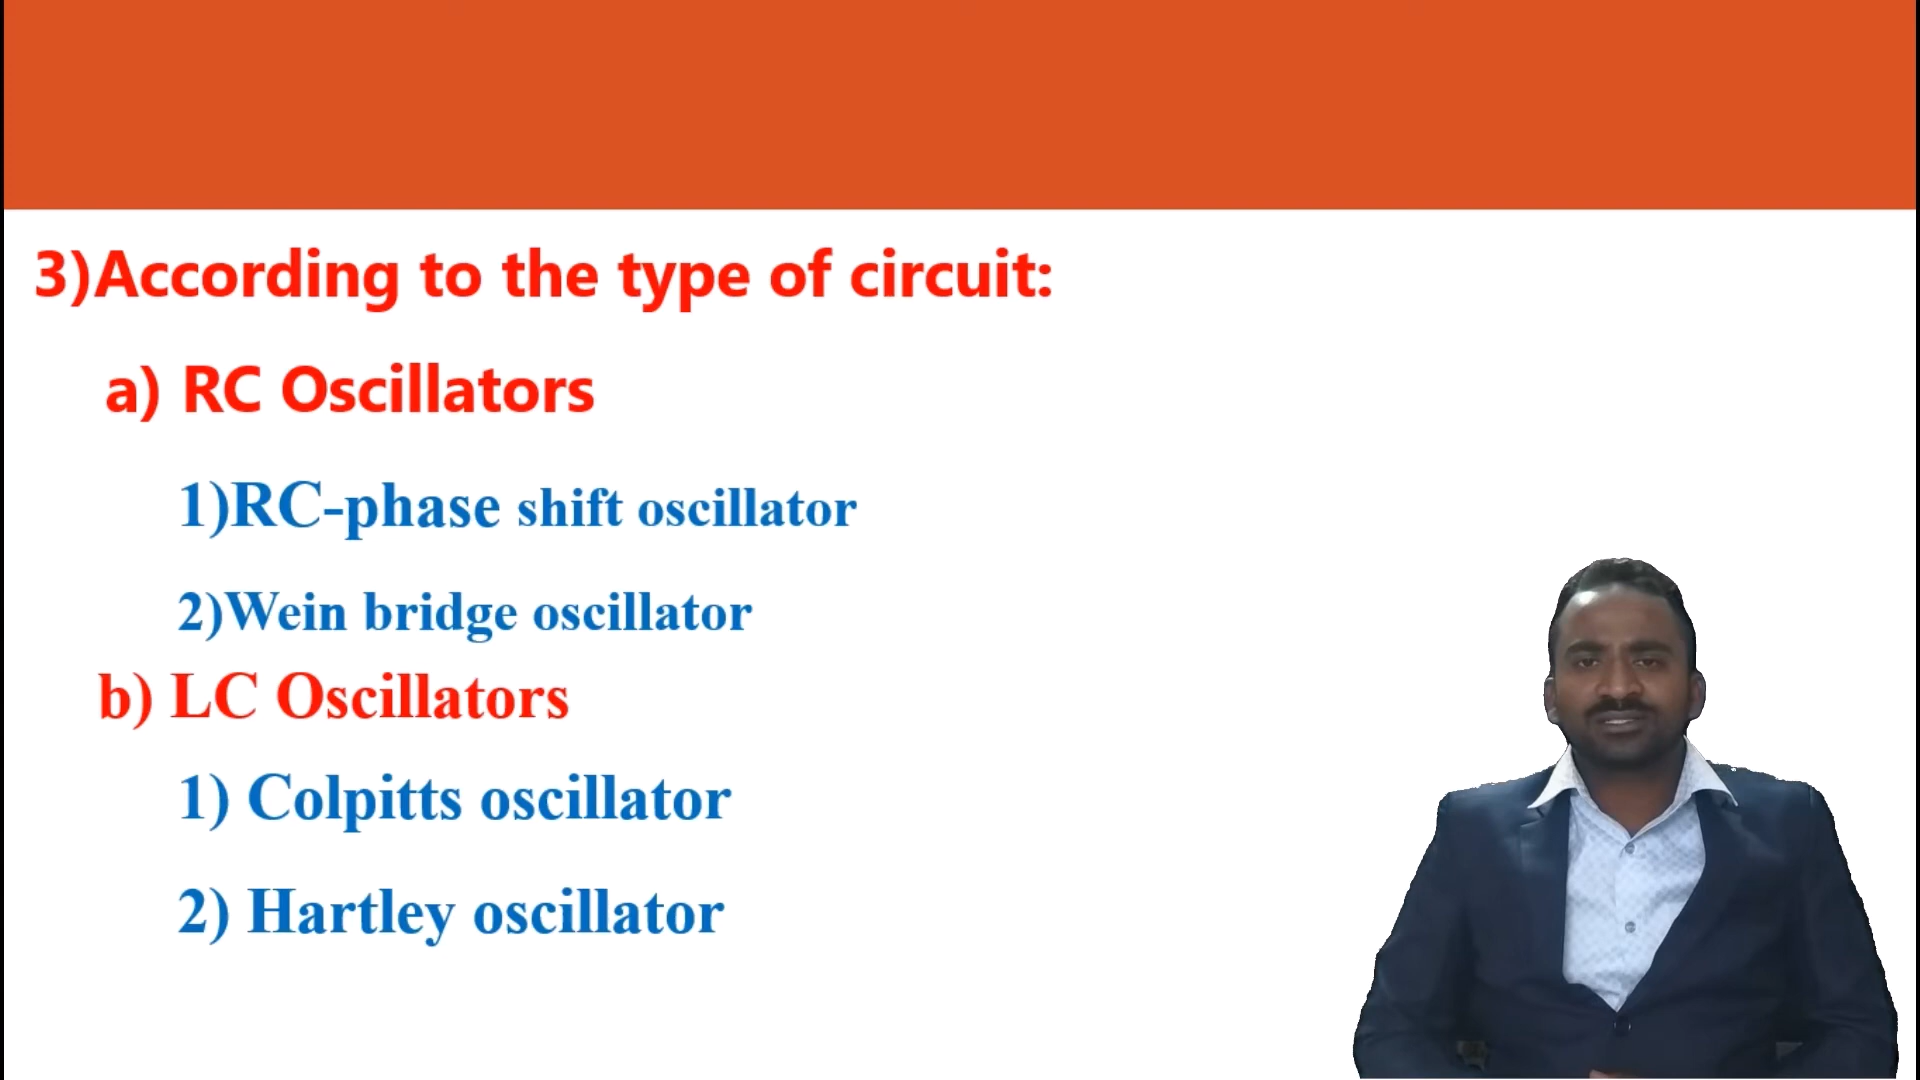 3)According to the type of circuit:
a) RC Oscillators
1)RC-phase shift oscillator
2)Wein bridge oscillator
b) LC Oscillators
1) Colpitts oscillator
2) Hartley oscillator